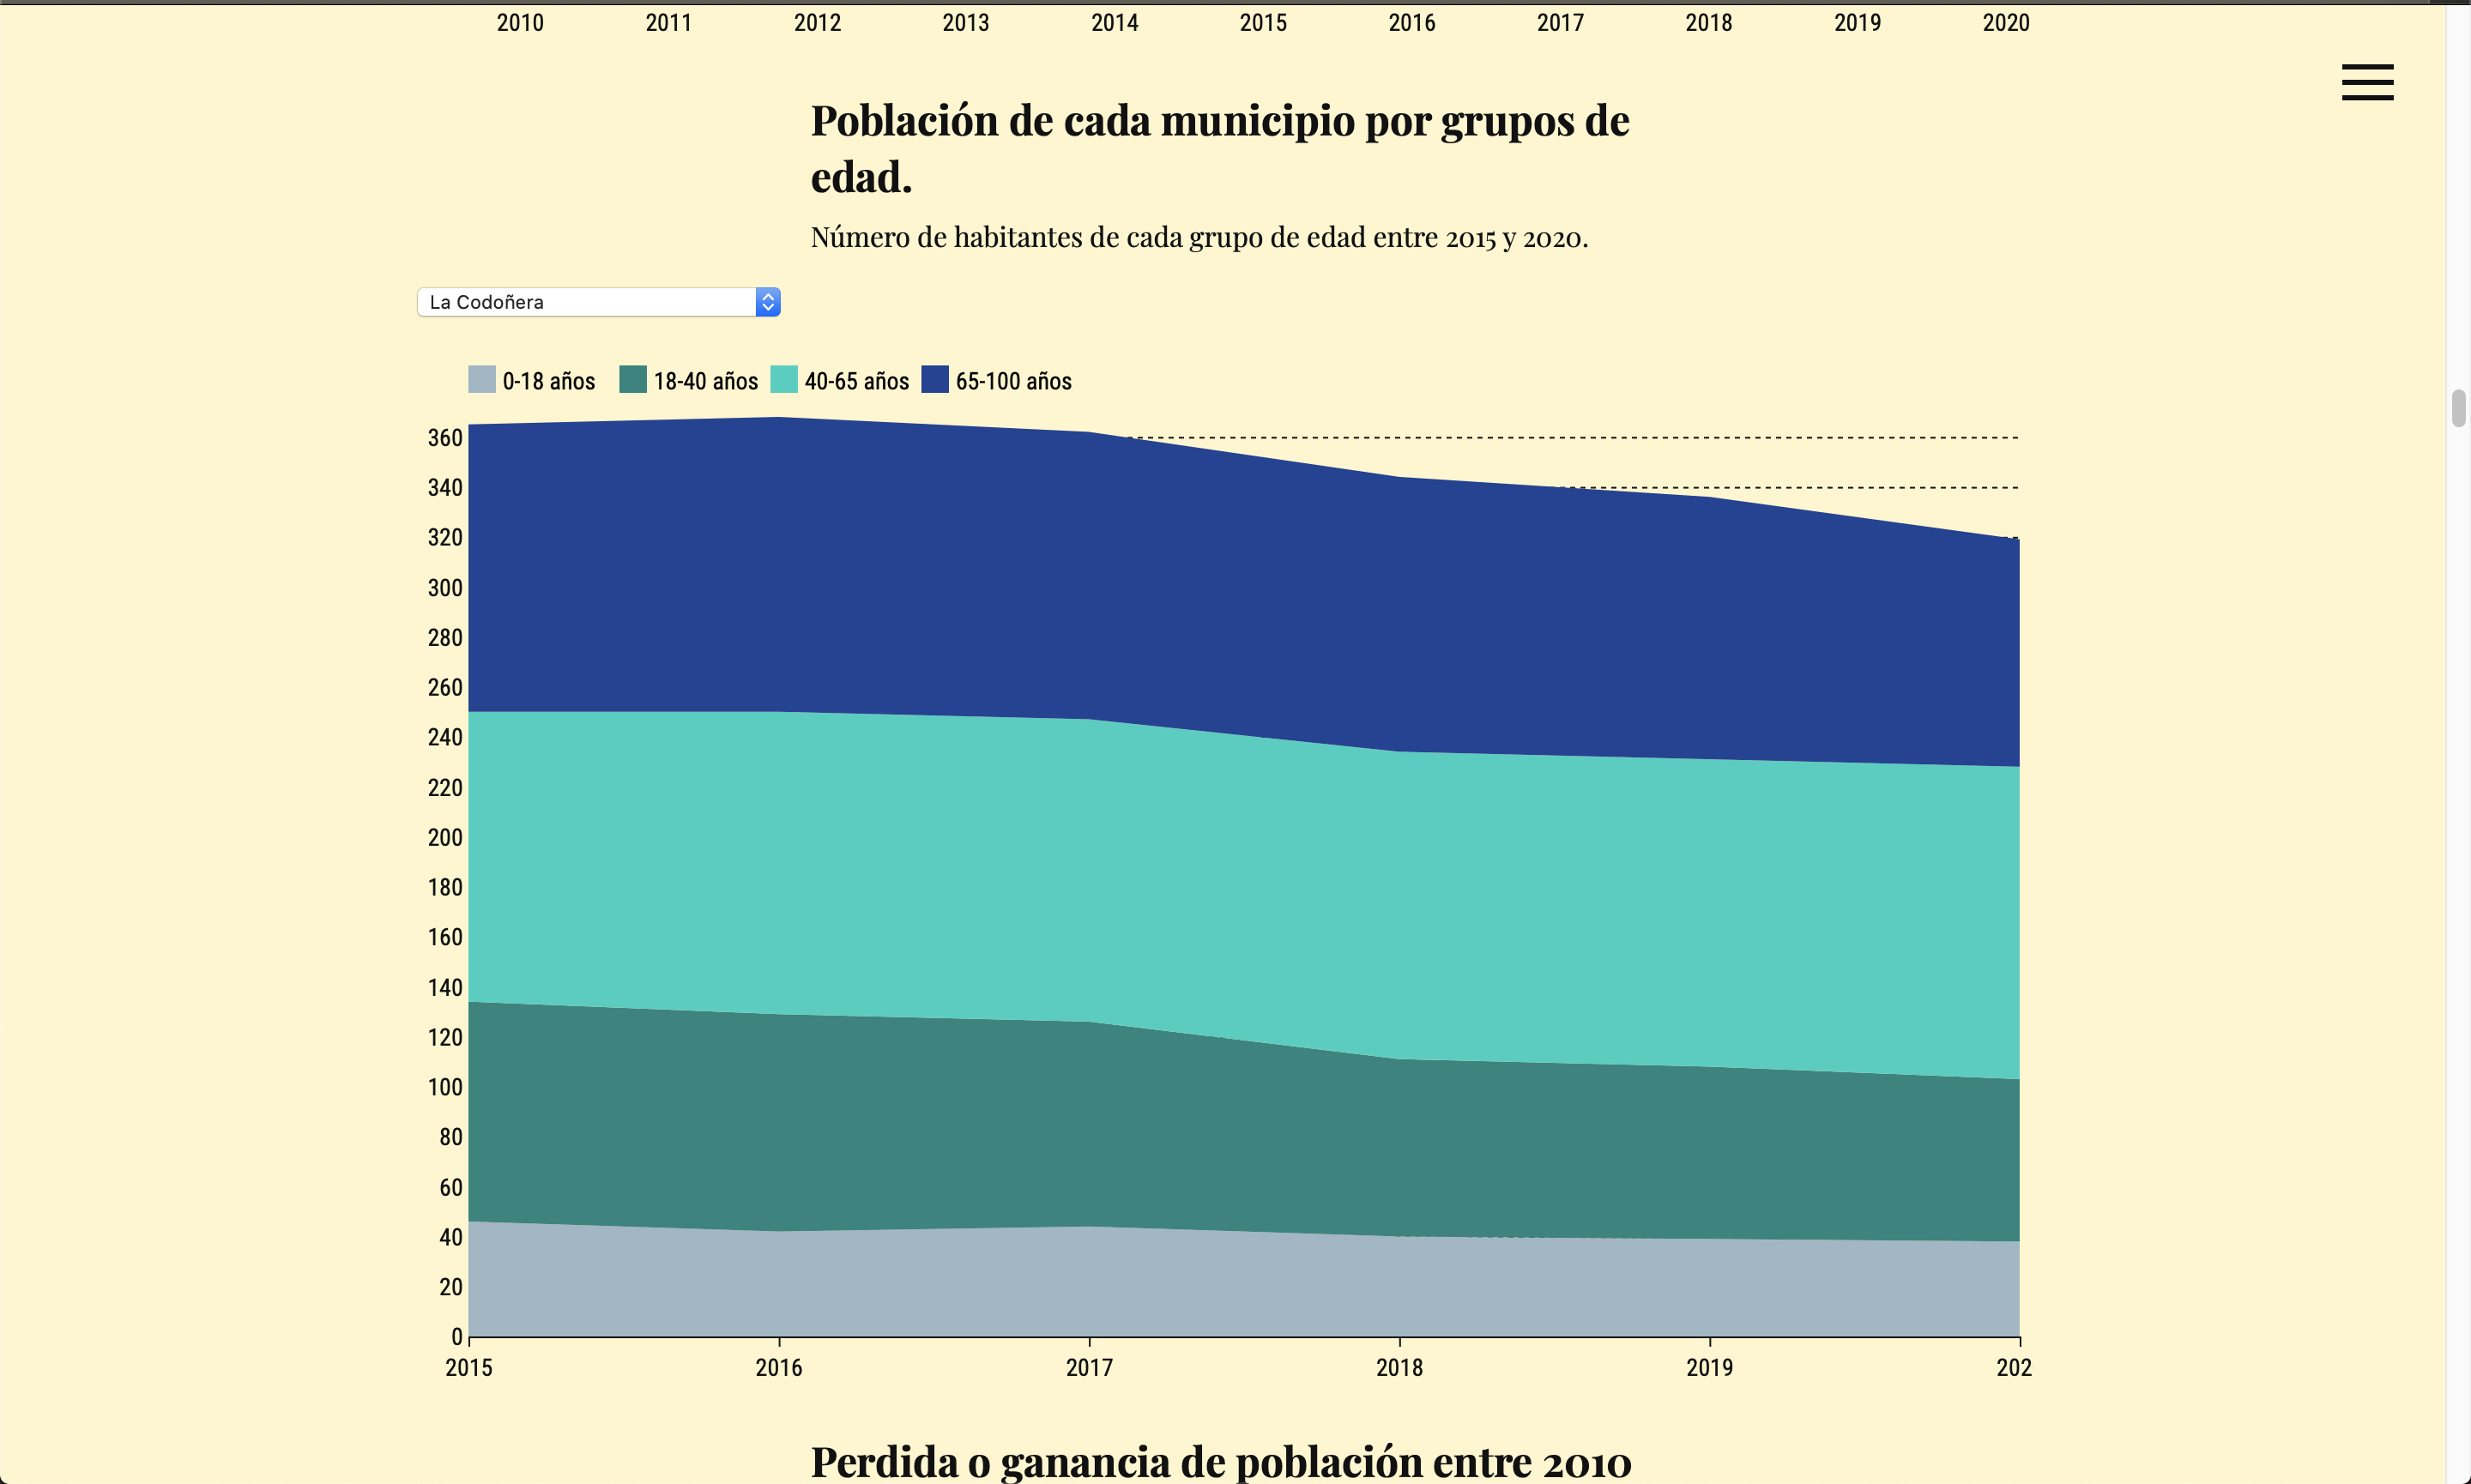 2010 2011 2012 2013 2014 2015 2016 2017 2018 2019 2020
Población de cada municipio por grupos de
edad.
Número de habitantes de cada grupo de edad entre 2015 y 2020.
La Codoñera
0-18 años 18-40 años 40-65 años 65-100 años
360
340
320
300
280
260
240
220
200
180
160
140
120
100
80
60
40
20
0
2015 2016 2017 2018 2019 202
Perdida o ganancia de población entre 2010